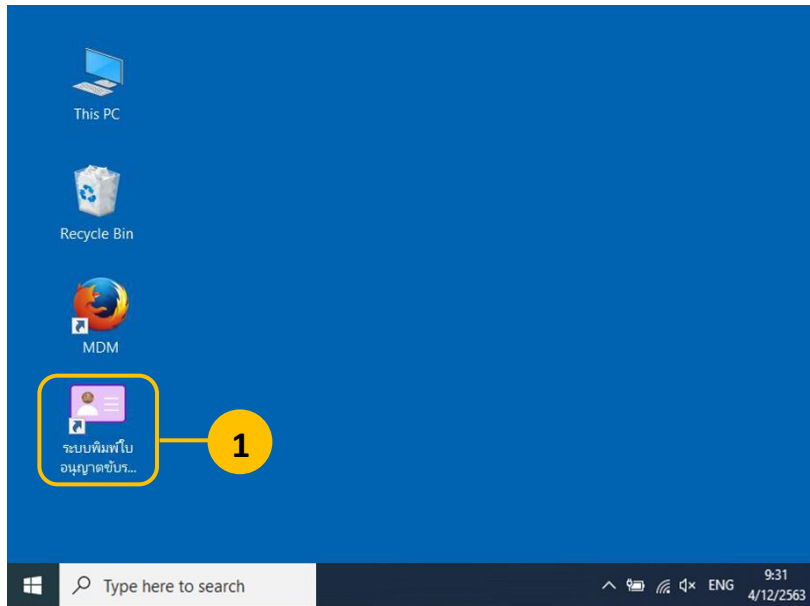 This PC
Recycle Bin
MDM
ระบบพิมพ์ใบ
อนุญาตขับร...
1
Type here to search
ENG
9:31
4/12/2563